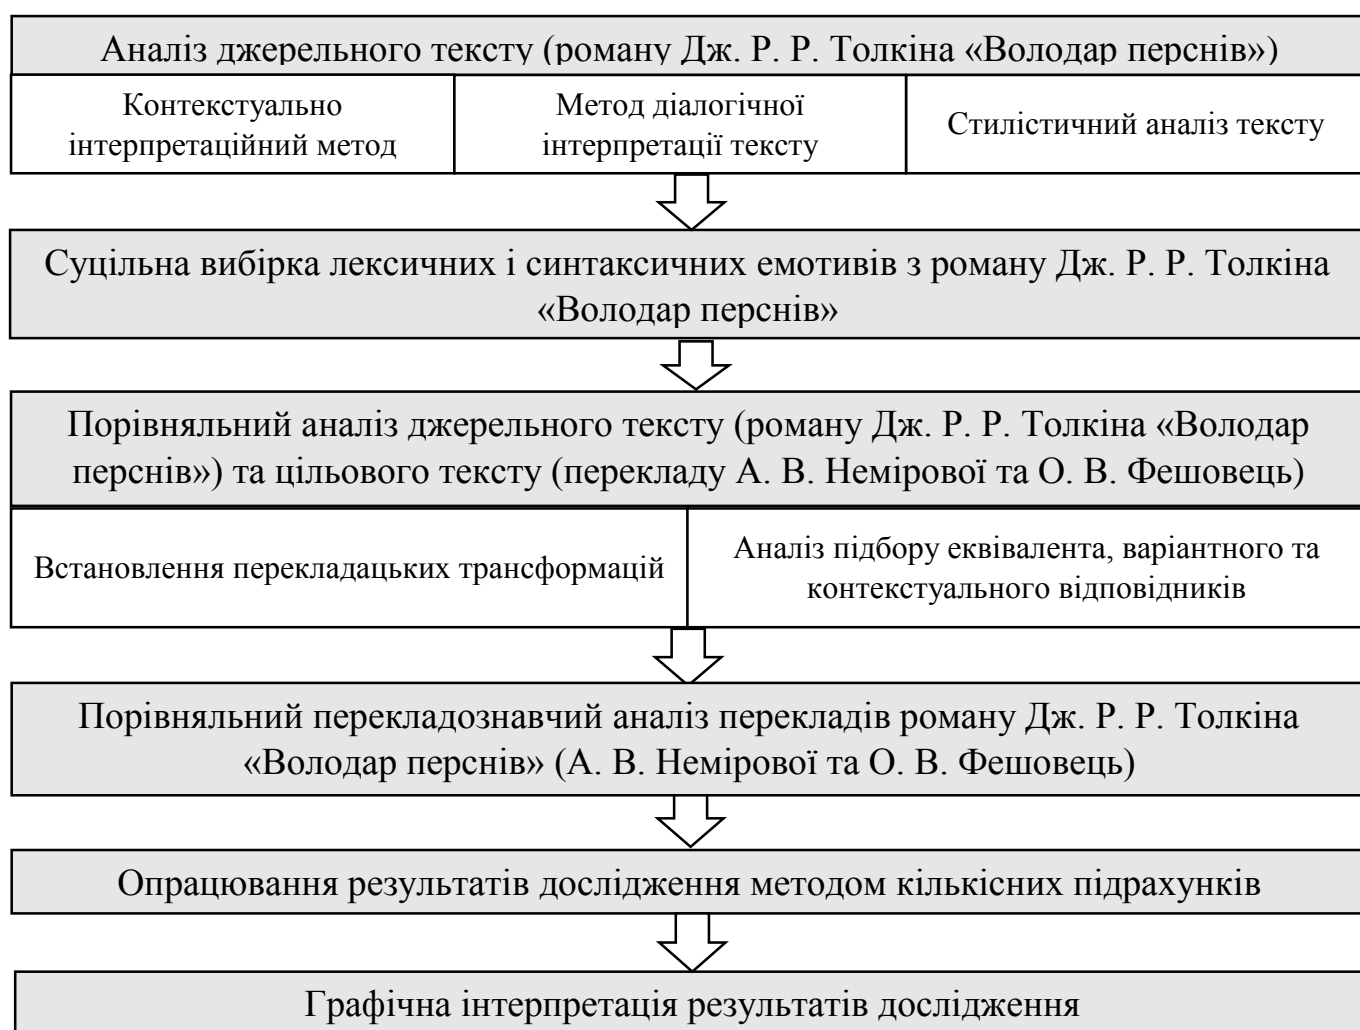 Аналіз джерельного тексту (роману Дж. Р. Р. Толкіна «Володар перснів»)
Контекстуально
інтерпретаційний метод
Метод діалогічної
інтерпретації тексту
Стилістичний аналіз тексту
Суцільна вибірка лексичних і синтаксичних емотивів з роману Дж. Р. Р. Толкіна
«Володар перснів»
Порівняльний аналіз джерельного тексту (роману Дж. Р. Р. Толкіна «Володар
перснів») та цільового тексту (перекладу А. В. Немірової та О. В. Фешовець)
Встановлення перекладацьких трансформацій
Аналіз підбору еквівалента, варіантного та
контекстуального відповідників
Порівняльний перекладознавчий аналіз перекладів роману Дж. Р. Р. Толкіна
«Володар перснів» (А. В. Немірової та О. В. Фешовець)
Опрацювання результатів дослідження методом кількісних підрахунків
Графічна інтерпретація результатів дослідження